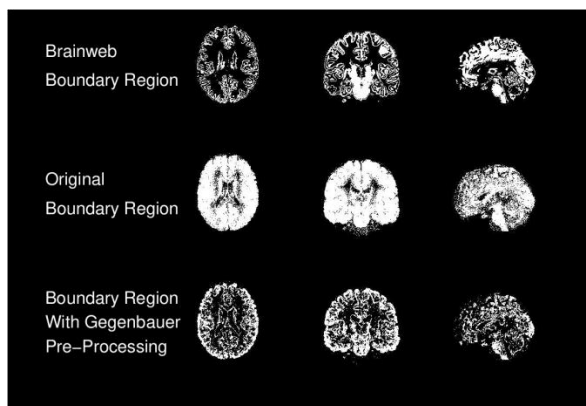 Brainweb
Boundary Region
Original
Boundary Region
Boundary Region
With Gegenbauer
Pre−Processing